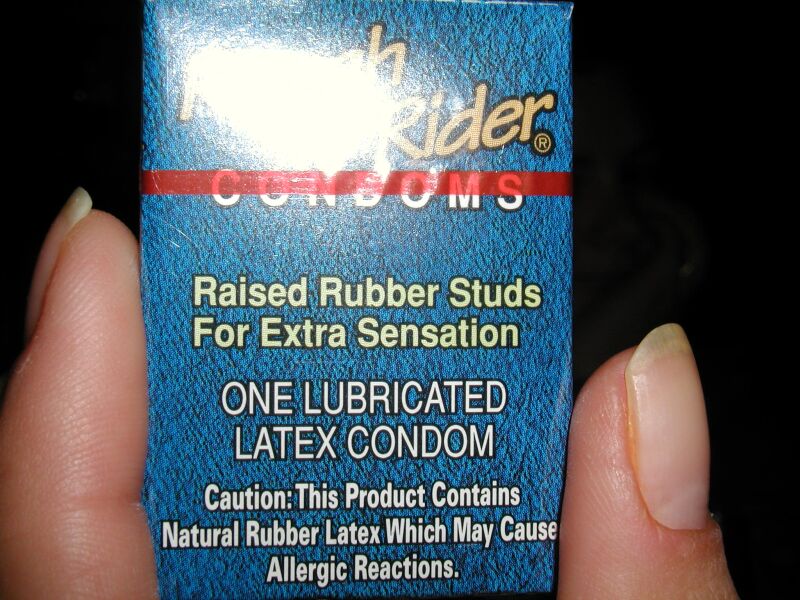 Rider®
CONDOMS
Raised Rubber Studs
For Extra Sensation
ONE LUBRICATED
LATEX CONDOM
Caution: This Product Contains
Natural Rubber Latex Which May Cause
Allergic Reactions.